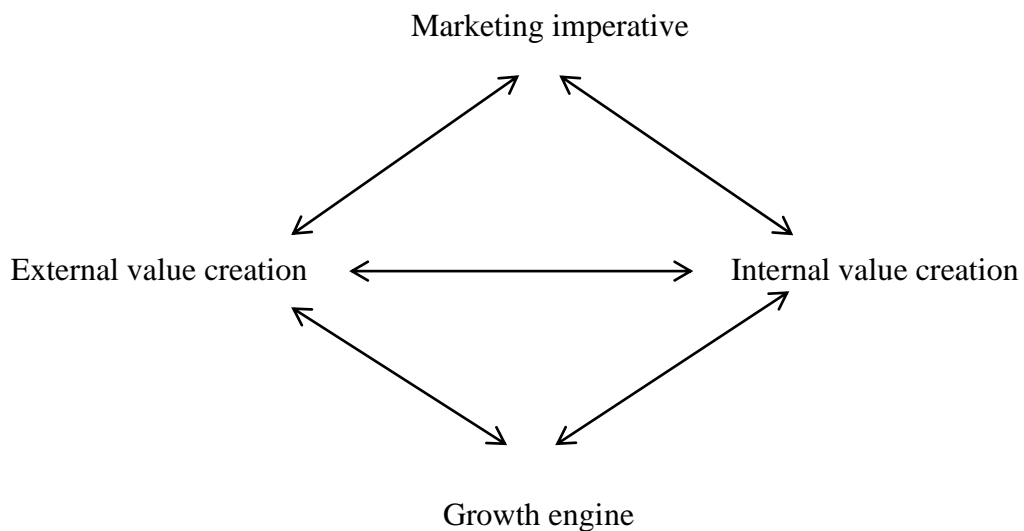 Marketing imperative
External value creation
Internal value creation
Growth engine